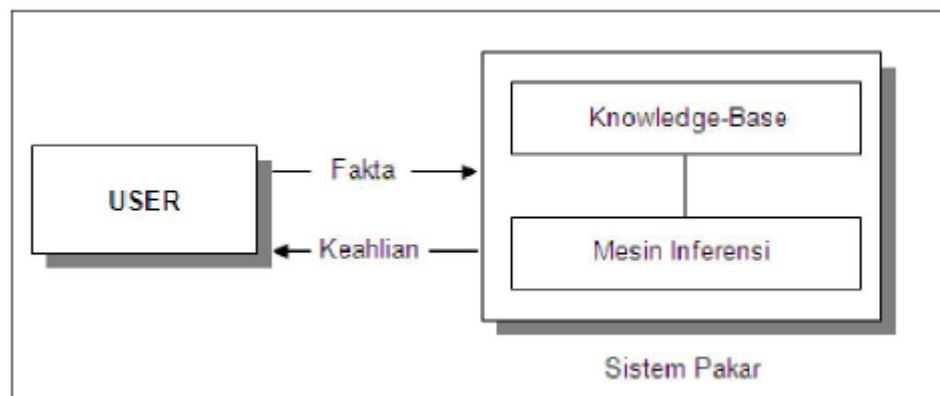 Knowledge-Base
Fakta
USER
Keahlian
Mesin Inferensi
Sistem Pakar